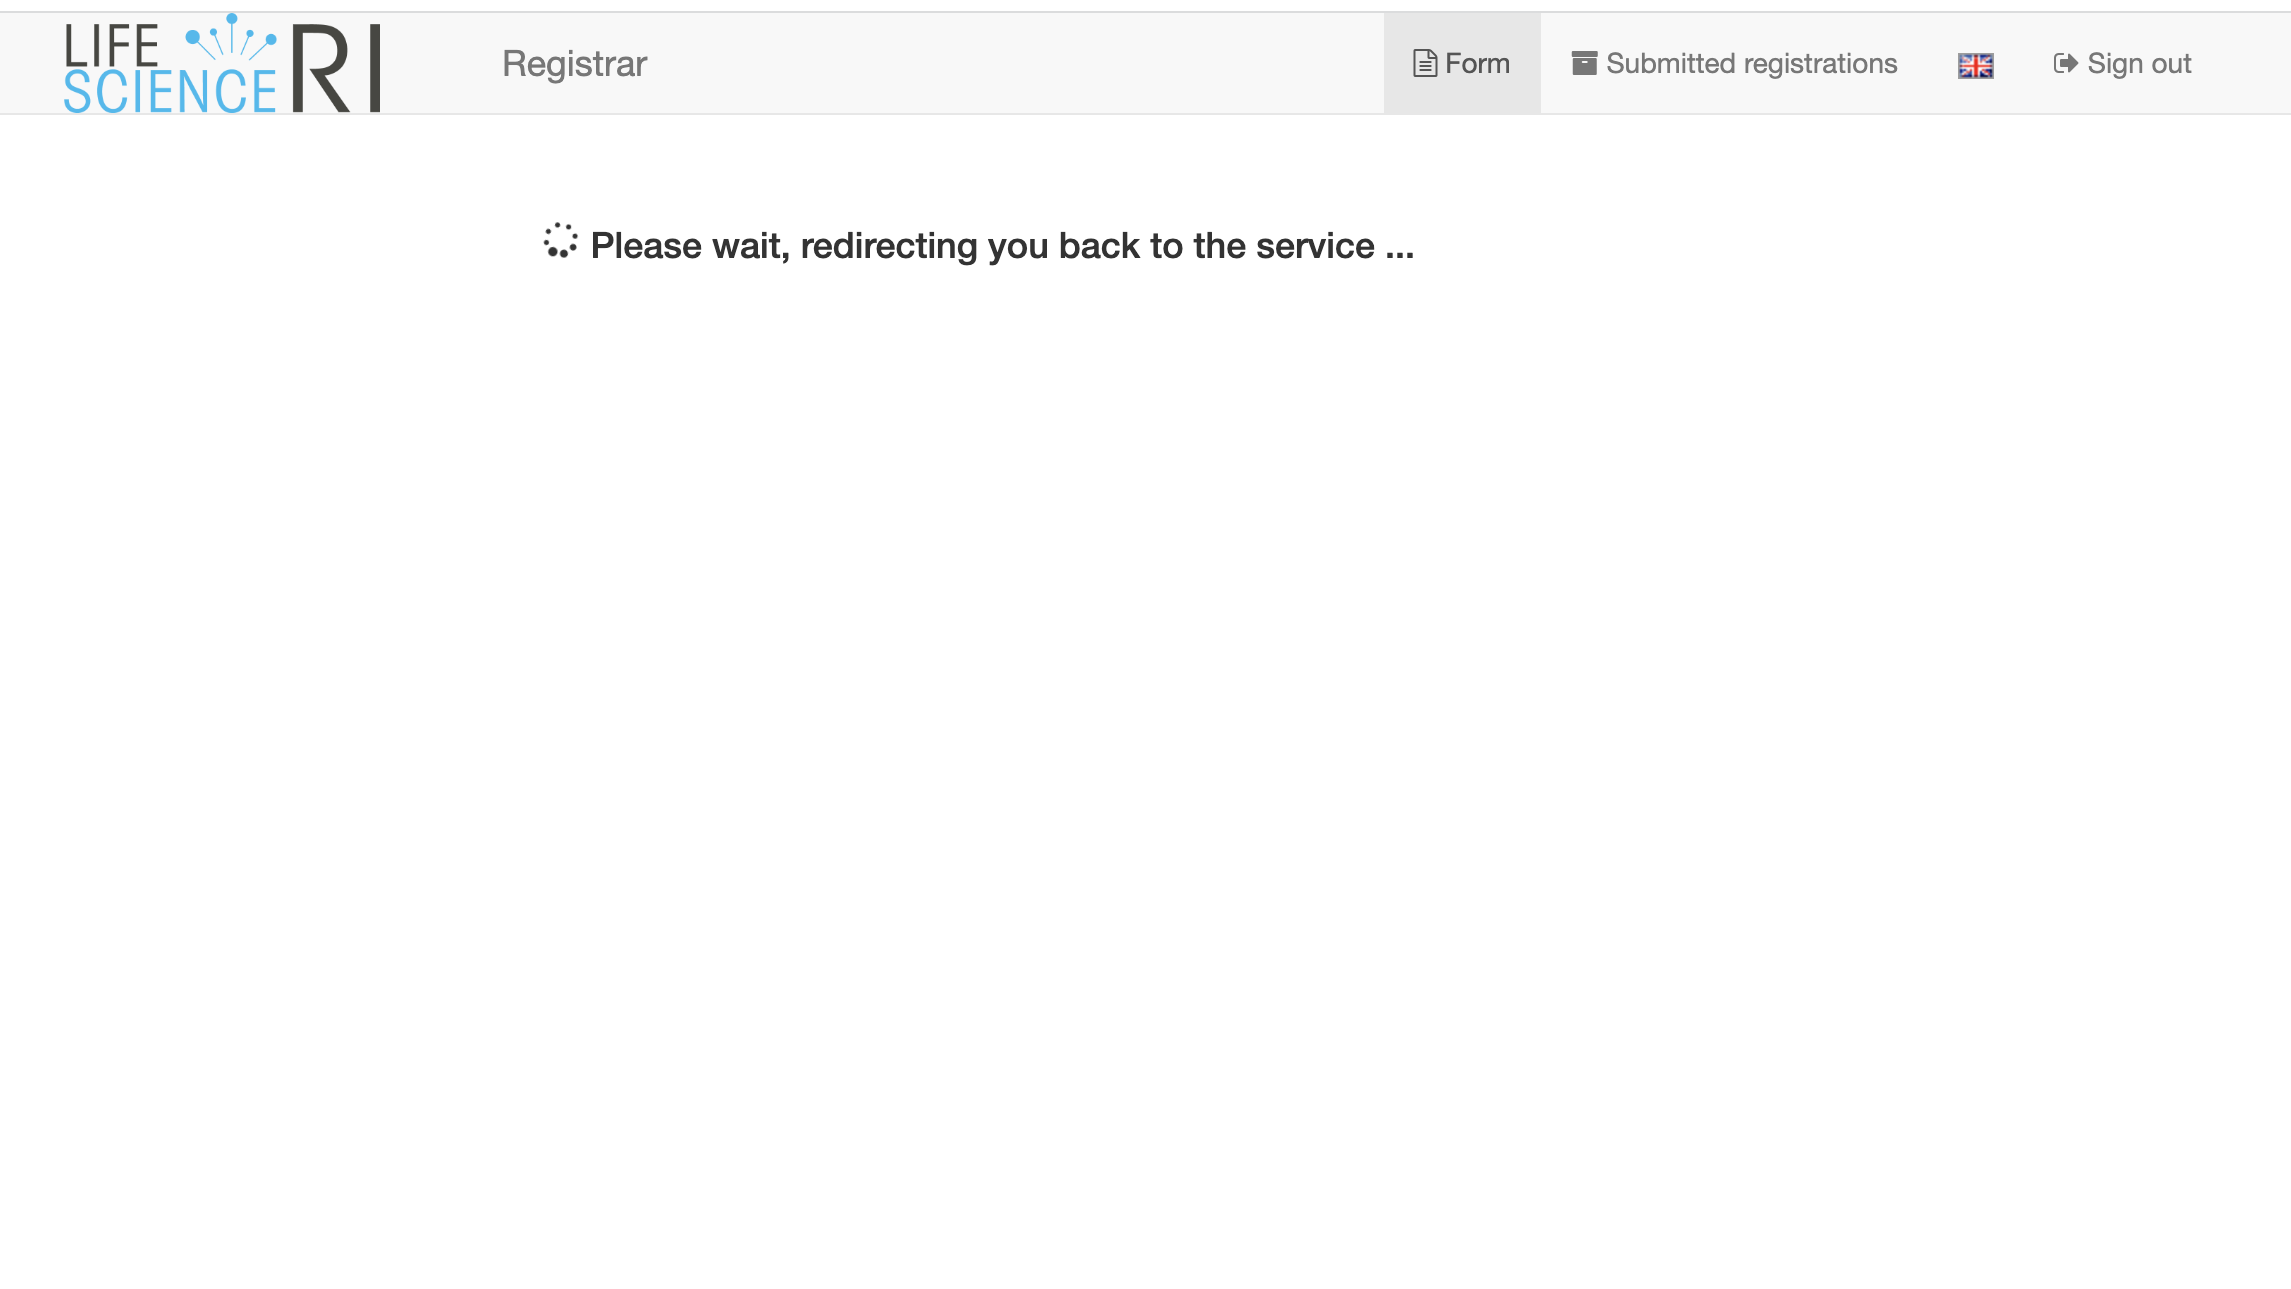 LIFE
SCIENCE RI
Registrar
Form
Submitted registrations
Sign out
Please wait, redirecting you back to the service ...